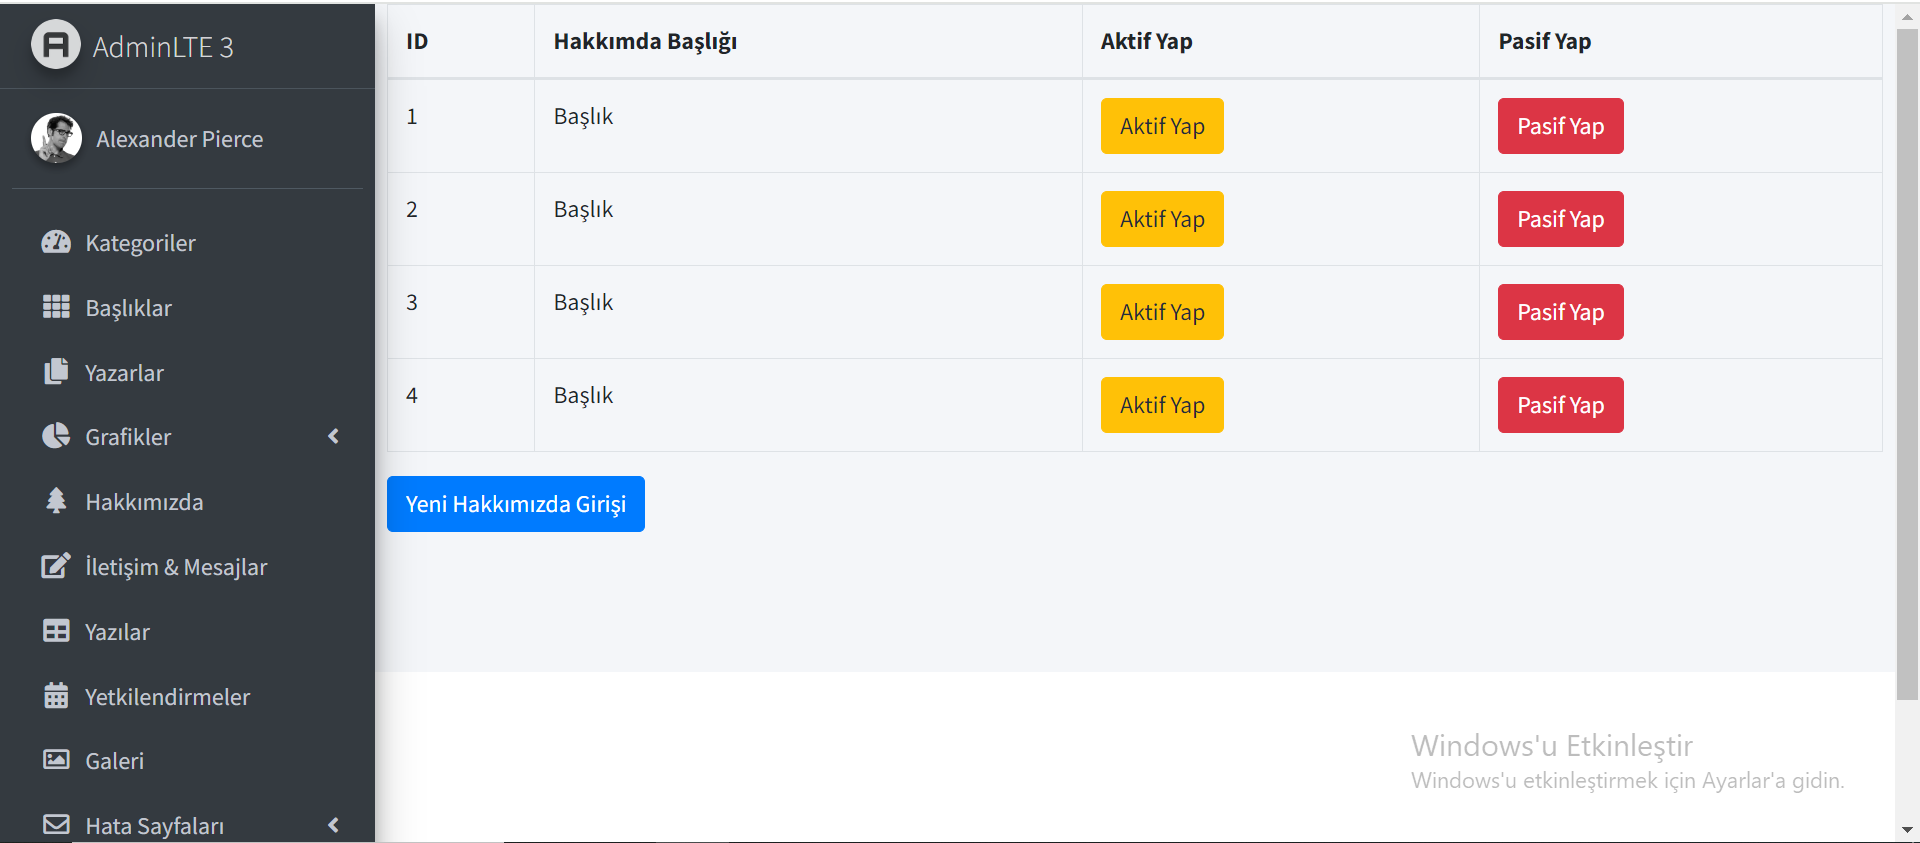 AdminLTE 3
Alexander Pierce
Kategoriler
Başlıklar
Yazarlar
Grafikler
Hakkımızda
İletişim & Mesajlar
Yazılar
Yetkilendirmeler
Galeri
Hata Sayfaları
ID Hakkımda Başlığı Aktif Yap Pasif Yap
1 Başlık Aktif Yap Pasif Yap
2 Başlık Aktif Yap Pasif Yap
3 Başlık Aktif Yap Pasif Yap
4 Başlık Aktif Yap Pasif Yap
Yeni Hakkımızda Girişi
Windows'u Etkinleştir
Windows'u etkinleştirmek için Ayarlar'a gidin.